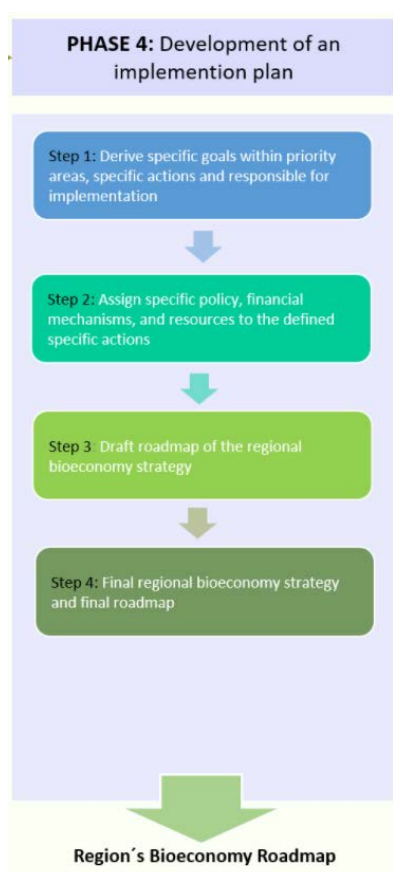 PHASE 4: Development of an
implemention plan
Step 1: Derive specific goals within priority
areas, specific actions and responsible for
implementation
Step 2: Assign specific policy, financial
mechanisms, and resources to the defined
specific actions
Step 3: Draft roadmap of the regional
bioeconomy strategy
Step 4: Final regional bioeconomy strategy
and final roadmap
Region´s Bioeconomy Roadmap